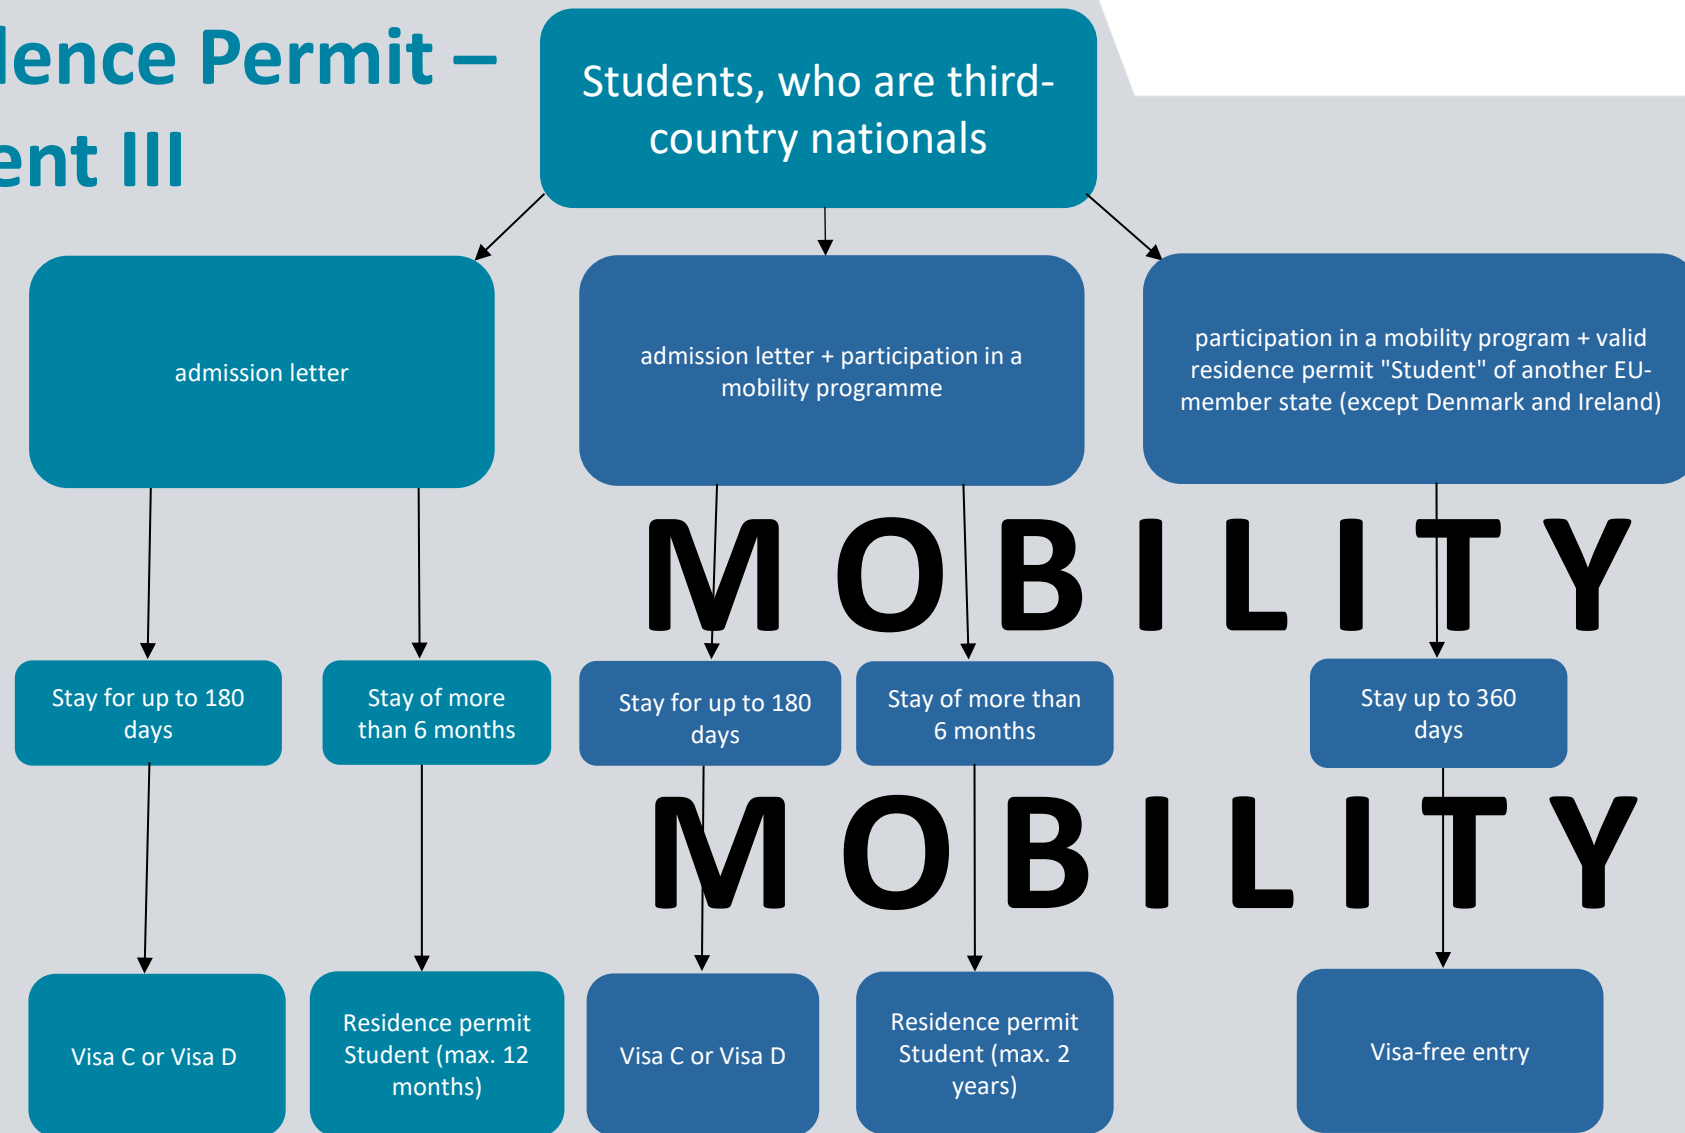 dence Permit –
ent III
Students, who are third-
country nationals
admission letter
admission letter + participation in a
mobility programme
participation in a mobility program + valid
residence permit "Student" of another EU-
member state (except Denmark and Ireland)
M O B I L I T Y
Stay for up to 180
days
Stay of more
than 6 months
Stay for up to 180
days
Stay of more than
6 months
Stay up to 360
days
M O B I L I T Y
Visa C or Visa D
Residence permit
Student (max. 12
months)
Visa C or Visa D
Residence permit
Student (max. 2
years)
Visa-free entry